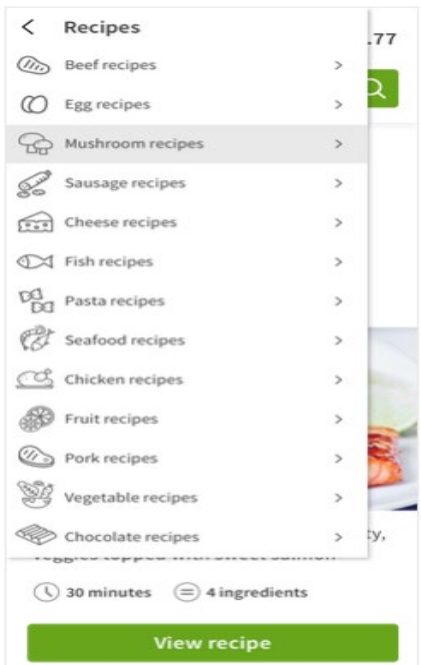 Recipes
.77
Beef recipes
Egg recipes
Mushroom recipes
Sausage recipes
Cheese recipes
Fish recipes
Pasta recipes
Seafood recipes
Chicken recipes
Fruit recipes
Pork recipes
Vegetable recipes
Chocolate recipes
ty,
veggies topped with sweet salmon
30 minutes 4 ingredients
View recipe